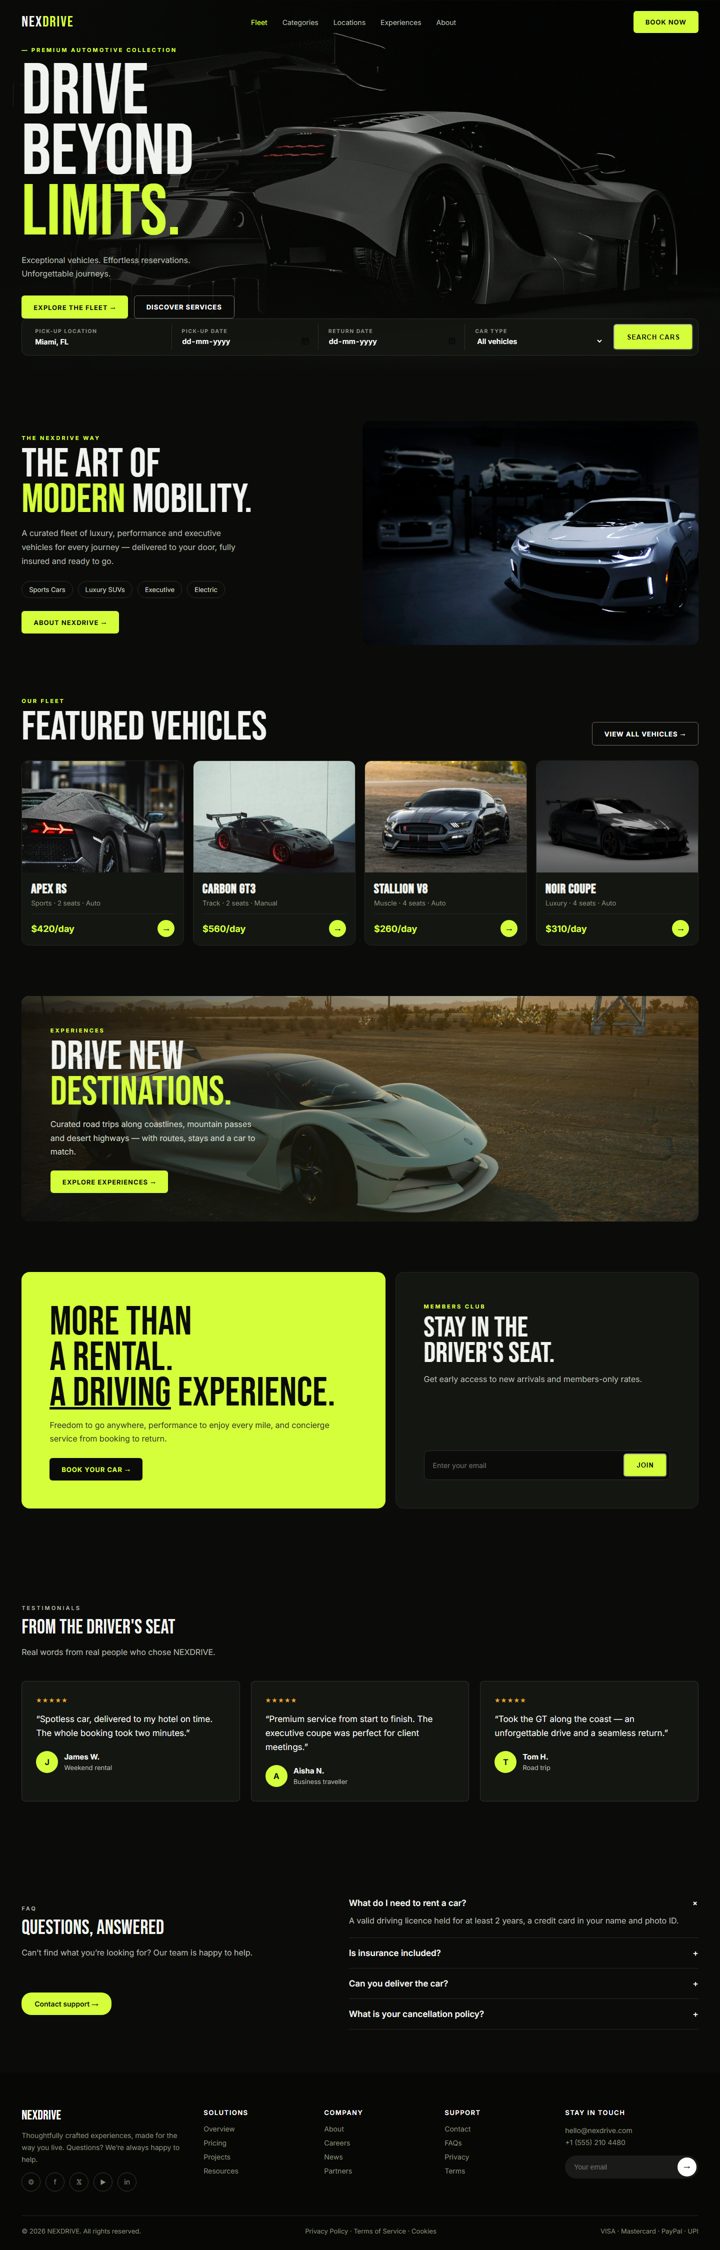 NEXDRIVE
Fleet Categories Locations Experiences About
BOOK NOW
— PREMIUM AUTOMOTIVE COLLECTION
DRIVE
BEYOND
LIMITS.
Exceptional vehicles. Effortless reservations.
Unforgettable journeys.
EXPLORE THE FLEET →
DISCOVER SERVICES
PICK-UP LOCATION
Miami, FL
PICK-UP DATE
dd-mm-yyyy
RETURN DATE
dd-mm-yyyy
CAR TYPE
All vehicles
SEARCH CARS
THE NEXDRIVE WAY
THE ART OF
MODERN MOBILITY.
A curated fleet of luxury, performance and executive
vehicles for every journey — delivered to your door, fully
insured and ready to go.
Sports Cars
Luxury SUVs
Executive
Electric
ABOUT NEXDRIVE →
OUR FLEET
FEATURED VEHICLES
VIEW ALL VEHICLES →
APEX RS
Sports · 2 seats · Auto
$420/day
→
CARBON GT3
Track · 2 seats · Manual
$560/day
→
STALLION V8
Muscle · 4 seats · Auto
$260/day
→
NOIR COUPE
Luxury · 4 seats · Auto
$310/day
→
EXPERIENCES
DRIVE NEW
DESTINATIONS.
Curated road trips along coastlines, mountain passes
and desert highways — with routes, stays and a car to
match.
EXPLORE EXPERIENCES →
MORE THAN
A RENTAL.
A DRIVING EXPERIENCE.
Freedom to go anywhere, performance to enjoy every mile, and concierge
service from booking to return.
BOOK YOUR CAR →
MEMBERS CLUB
STAY IN THE
DRIVER'S SEAT.
Get early access to new arrivals and members-only rates.
Enter your email
JOIN
TESTIMONIALS
FROM THE DRIVER'S SEAT
Real words from real people who chose NEXDRIVE.
★★★★★
“Spotless car, delivered to my hotel on time.
The whole booking took two minutes.”
J
James W.
Weekend rental
★★★★★
“Premium service from start to finish. The
executive coupe was perfect for client
meetings.”
A
Aisha N.
Business traveller
★★★★★
“Took the GT along the coast — an
unforgettable drive and a seamless return.”
T
Tom H.
Road trip
FAQ
QUESTIONS, ANSWERED
Can't find what you're looking for? Our team is happy to help.
Contact support →
What do I need to rent a car? ×
A valid driving licence held for at least 2 years, a credit card in your name and photo ID.
Is insurance included? +
Can you deliver the car? +
What is your cancellation policy? +
NEXDRIVE
Thoughtfully crafted experiences, made for the
way you live. Questions? We're always happy to
help.
f
𝕏
▶
in
SOLUTIONS
Overview
Pricing
Projects
Resources
COMPANY
About
Careers
News
Partners
SUPPORT
Contact
FAQs
Privacy
Terms
STAY IN TOUCH
hello@nexdrive.com
+1 (555) 210 4480
Your email
→
© 2026 NEXDRIVE. All rights reserved.
Privacy Policy · Terms of Service · Cookies
VISA · Mastercard · PayPal · UPI